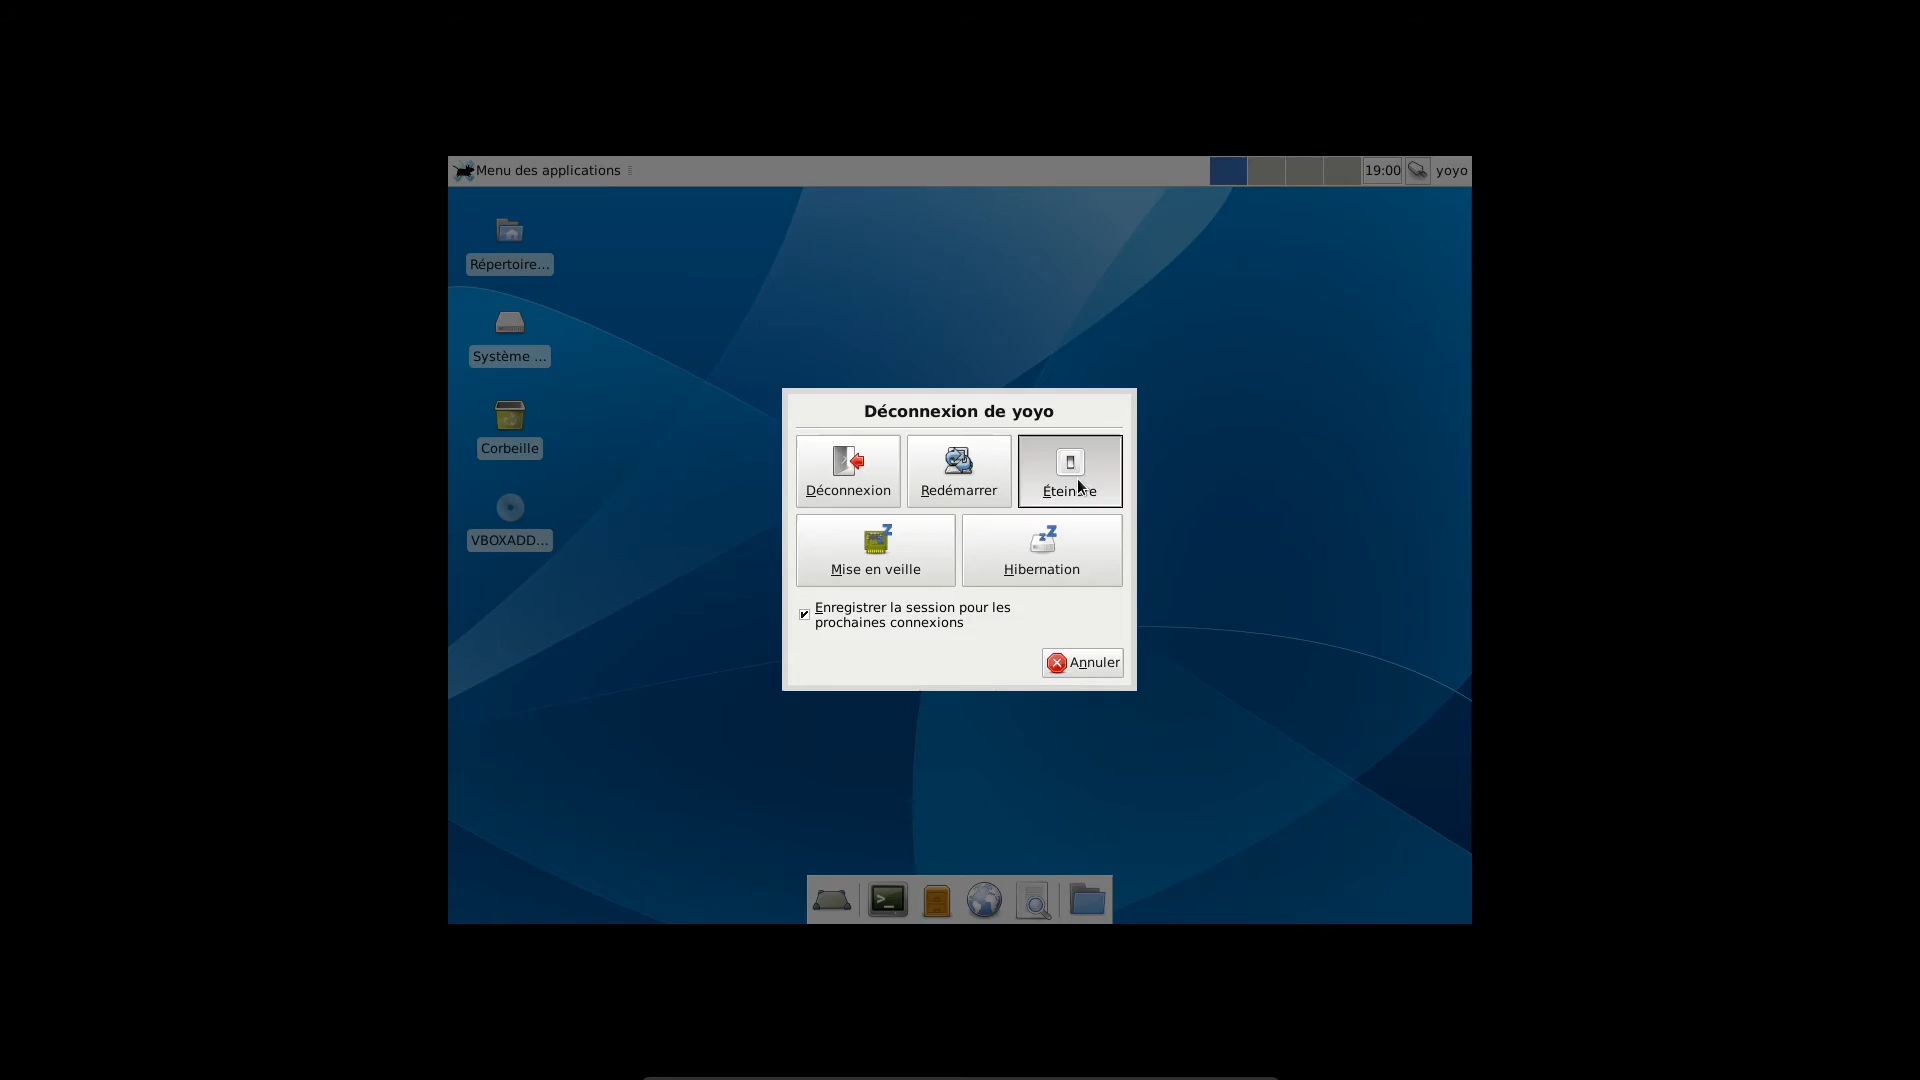 Menu des applications
19:00
yoyo
Répertoire...
Système ...
Corbeille
VBOXADD...
Déconnexion de yoyo
Déconnexion
Redémarrer
Éteindre
Mise en veille
Hibernation
Enregistrer la session pour les
prochaines connexions
Annuler